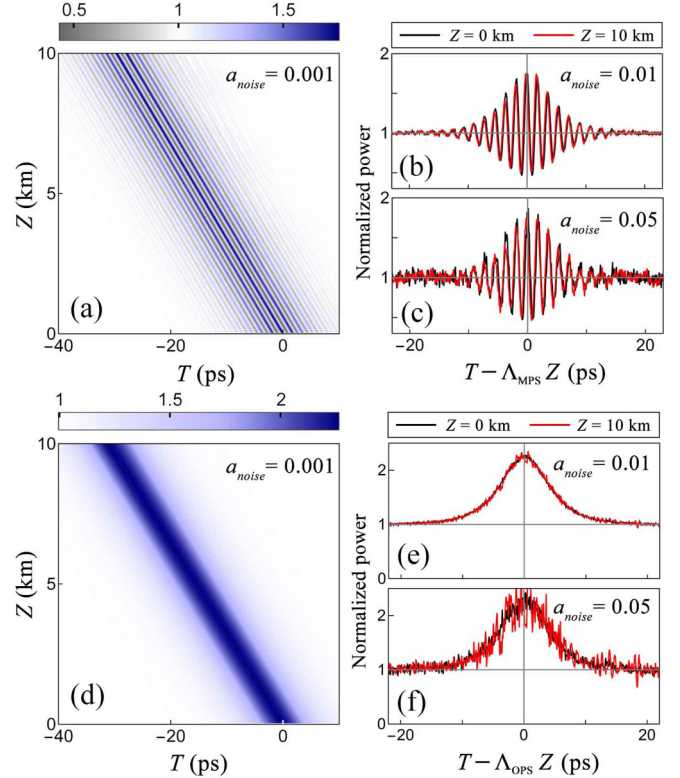 0.5 1 1.5
a_noise = 0.001
10
5
0
Z (km)
(a)
−40 −20 0
T (ps)
Z = 0 km Z = 10 km
2
a_noise = 0.01
1
(b)
a_noise = 0.05
2
1
(c)
Normalized power
−20 0 20
T − Λ_MPS Z (ps)
1 1.5 2
a_noise = 0.001
10
5
0
Z (km)
(d)
−40 −20 0
T (ps)
Z = 0 km Z = 10 km
a_noise = 0.01
2
1
0
(e)
a_noise = 0.05
2
1
0
(f)
Normalized power
−20 0 20
T − Λ_OPS Z (ps)